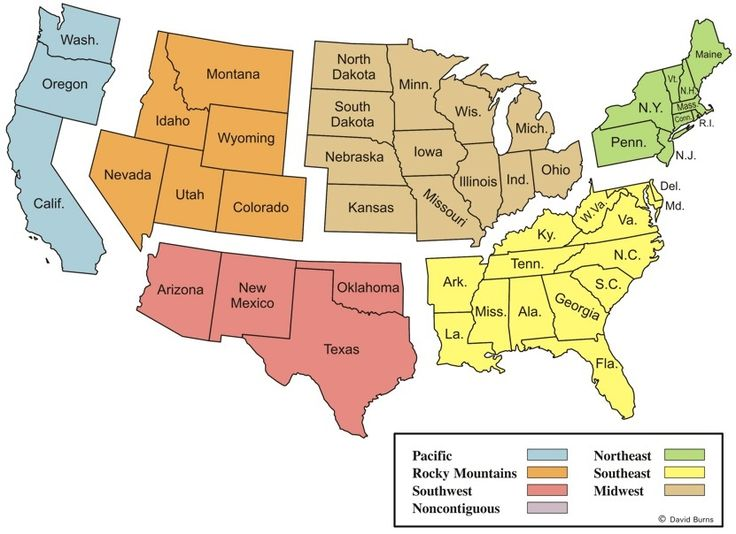 Wash.
Oregon
Calif.
Montana
Idaho
Wyoming
Nevada
Utah
Colorado
North
Dakota
South
Dakota
Nebraska
Kansas
Minn.
Iowa
Missouri
Wis.
Illinois
Mich.
Ind.
Ohio
Maine
Vt.
N.H.
N.Y.
Mass.
Conn.
R.I.
Penn.
N.J.
Arizona
New
Mexico
Oklahoma
Texas
Del.
Md.
W.Va.
Va.
Ky.
N.C.
Tenn.
S.C.
Ark.
Miss.
Ala.
Georgia
La.
Fla.
Pacific
Rocky Mountains
Southwest
Noncontiguous
Northeast
Southeast
Midwest
© David Burns